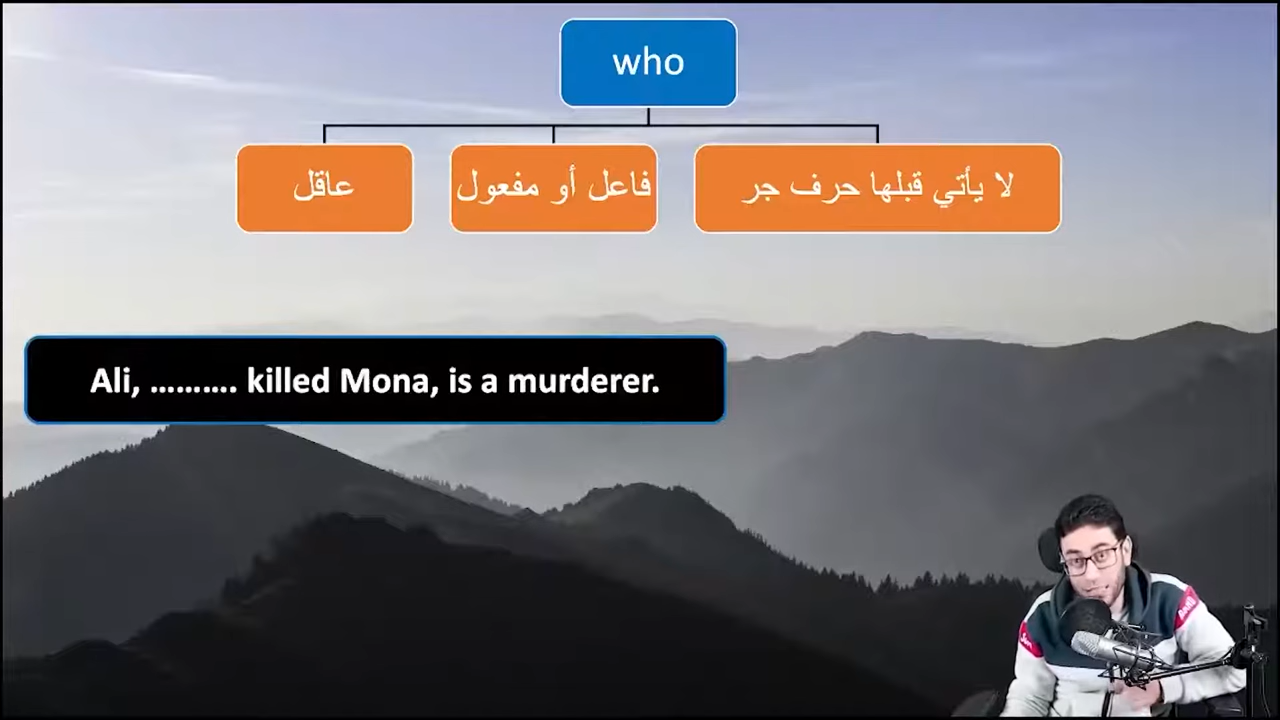 who
عاقل
فاعل أو مفعول
لا يأتي قبلها حرف جر
Ali, .......... killed Mona, is a murderer.